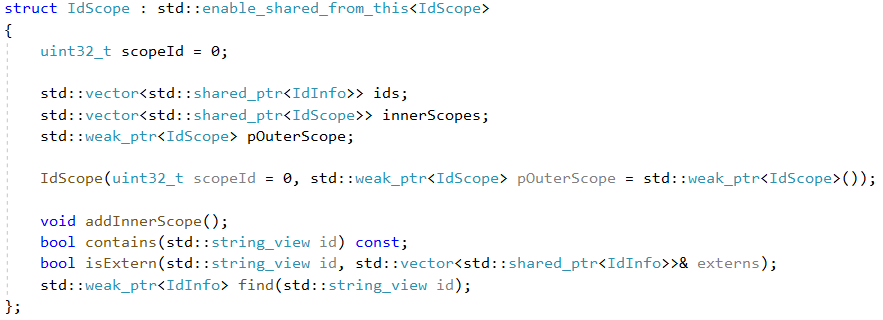 struct IdScope : std::enable_shared_from_this<IdScope>
{
    uint32_t scopeId = 0;

    std::vector<std::shared_ptr<IdInfo>> ids;
    std::vector<std::shared_ptr<IdScope>> innerScopes;
    std::weak_ptr<IdScope> pOuterScope;

    IdScope(uint32_t scopeId = 0, std::weak_ptr<IdScope> pOuterScope = std::weak_ptr<IdScope>());

    void addInnerScope();
    bool contains(std::string_view id) const;
    bool isExtern(std::string_view id, std::vector<std::shared_ptr<IdInfo>>& externs);
    std::weak_ptr<IdInfo> find(std::string_view id);
};